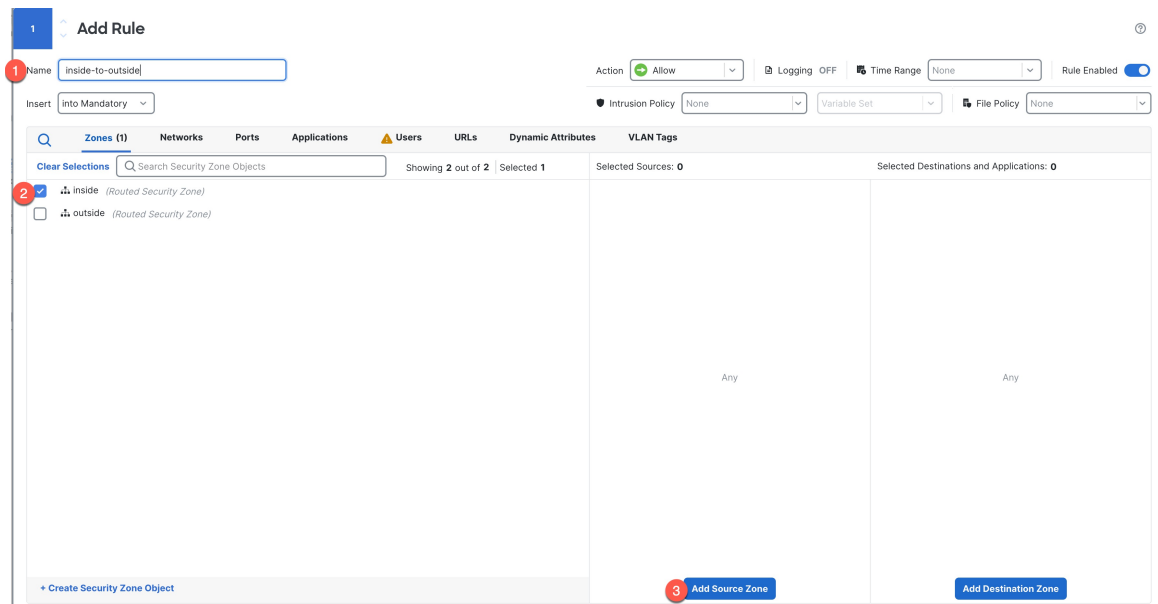 1 Add Rule
1 Name inside-to-outside Action Allow Logging OFF Time Range None Rule Enabled
Insert into Mandatory Intrusion Policy None Variable Set File Policy None
Zones (1) Networks Ports Applications Users URLs Dynamic Attributes VLAN Tags
Clear Selections Search Security Zone Objects Showing 2 out of 2 Selected 1 Selected Sources: 0 Selected Destinations and Applications: 0
2 inside (Routed Security Zone)
outside (Routed Security Zone)
Any Any
+ Create Security Zone Object 3 Add Source Zone Add Destination Zone